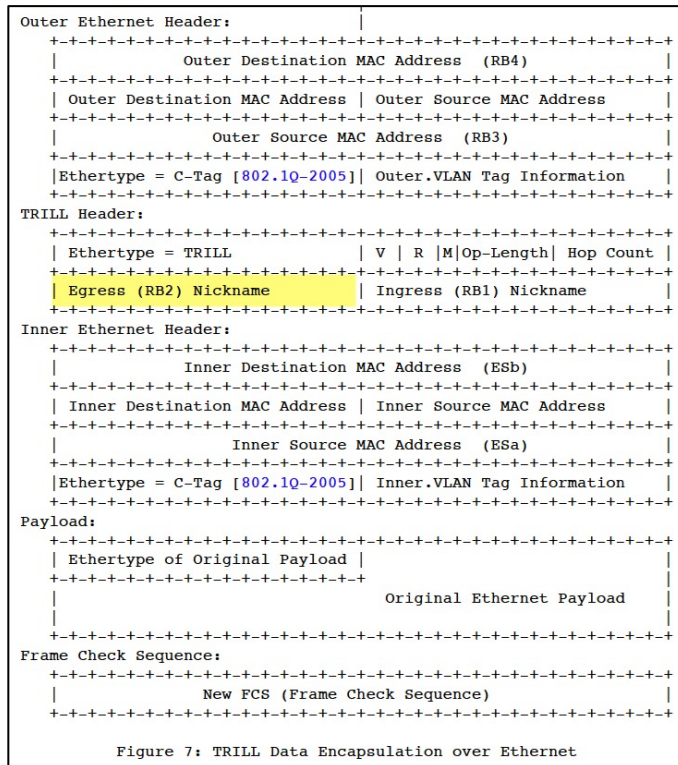 Outer Ethernet Header:            |
   +-+-+-+-+-+-+-+-+-+-+-+-+-+-+-+-+-+-+-+-+-+-+-+-+-+-+-+-+-+-+-+-+
   |             Outer Destination MAC Address  (RB4)              |
   +-+-+-+-+-+-+-+-+-+-+-+-+-+-+-+-+-+-+-+-+-+-+-+-+-+-+-+-+-+-+-+-+
   | Outer Destination MAC Address | Outer Source MAC Address      |
   +-+-+-+-+-+-+-+-+-+-+-+-+-+-+-+-+-+-+-+-+-+-+-+-+-+-+-+-+-+-+-+-+
   |                Outer Source MAC Address  (RB3)                |
   +-+-+-+-+-+-+-+-+-+-+-+-+-+-+-+-+-+-+-+-+-+-+-+-+-+-+-+-+-+-+-+-+
   |Ethertype = C-Tag [802.1Q-2005]| Outer.VLAN Tag Information    |
   +-+-+-+-+-+-+-+-+-+-+-+-+-+-+-+-+-+-+-+-+-+-+-+-+-+-+-+-+-+-+-+-+
TRILL Header:
   +-+-+-+-+-+-+-+-+-+-+-+-+-+-+-+-+-+-+-+-+-+-+-+-+-+-+-+-+-+-+-+-+
   | Ethertype = TRILL             | V | R |M|Op-Length| Hop Count |
   +-+-+-+-+-+-+-+-+-+-+-+-+-+-+-+-+-+-+-+-+-+-+-+-+-+-+-+-+-+-+-+-+
   | Egress (RB2) Nickname         | Ingress (RB1) Nickname        |
   +-+-+-+-+-+-+-+-+-+-+-+-+-+-+-+-+-+-+-+-+-+-+-+-+-+-+-+-+-+-+-+-+
Inner Ethernet Header:
   +-+-+-+-+-+-+-+-+-+-+-+-+-+-+-+-+-+-+-+-+-+-+-+-+-+-+-+-+-+-+-+-+
   |             Inner Destination MAC Address  (ESb)              |
   +-+-+-+-+-+-+-+-+-+-+-+-+-+-+-+-+-+-+-+-+-+-+-+-+-+-+-+-+-+-+-+-+
   | Inner Destination MAC Address | Inner Source MAC Address      |
   +-+-+-+-+-+-+-+-+-+-+-+-+-+-+-+-+-+-+-+-+-+-+-+-+-+-+-+-+-+-+-+-+
   |                  Inner Source MAC Address  (ESa)              |
   +-+-+-+-+-+-+-+-+-+-+-+-+-+-+-+-+-+-+-+-+-+-+-+-+-+-+-+-+-+-+-+-+
   |Ethertype = C-Tag [802.1Q-2005]| Inner.VLAN Tag Information    |
   +-+-+-+-+-+-+-+-+-+-+-+-+-+-+-+-+-+-+-+-+-+-+-+-+-+-+-+-+-+-+-+-+
Payload:
   +-+-+-+-+-+-+-+-+-+-+-+-+-+-+-+-+-+-+-+-+-+-+-+-+-+-+-+-+-+-+-+-+
   | Ethertype of Original Payload |                               |
   +-+-+-+-+-+-+-+-+-+-+-+-+-+-+-+-+                               |
   |                                  Original Ethernet Payload    |
   |                                                               |
   +-+-+-+-+-+-+-+-+-+-+-+-+-+-+-+-+-+-+-+-+-+-+-+-+-+-+-+-+-+-+-+-+
Frame Check Sequence:
   +-+-+-+-+-+-+-+-+-+-+-+-+-+-+-+-+-+-+-+-+-+-+-+-+-+-+-+-+-+-+-+-+
   |               New FCS (Frame Check Sequence)                  |
   +-+-+-+-+-+-+-+-+-+-+-+-+-+-+-+-+-+-+-+-+-+-+-+-+-+-+-+-+-+-+-+-+
Figure 7: TRILL Data Encapsulation over Ethernet